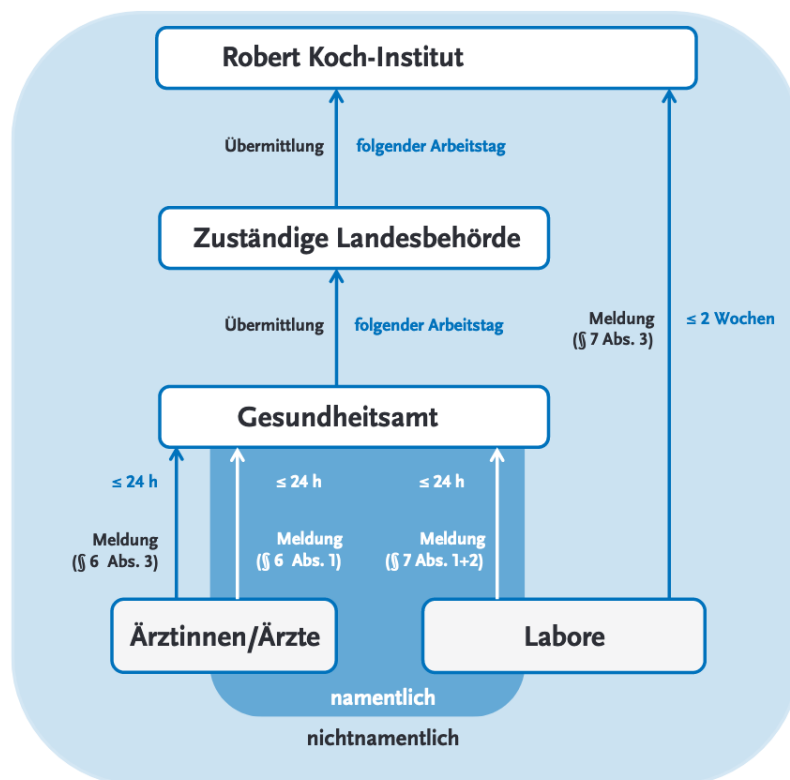 Robert Koch-Institut
Übermittlung folgender Arbeitstag
Zuständige Landesbehörde
Übermittlung folgender Arbeitstag
Meldung
(§ 7 Abs. 3)
≤ 2 Wochen
Gesundheitsamt
≤ 24 h
Meldung
(§ 6 Abs. 3)
≤ 24 h
Meldung
(§ 6 Abs. 1)
≤ 24 h
Meldung
(§ 7 Abs. 1+2)
Ärztinnen/Ärzte
Labore
namentlich
nichtnamentlich